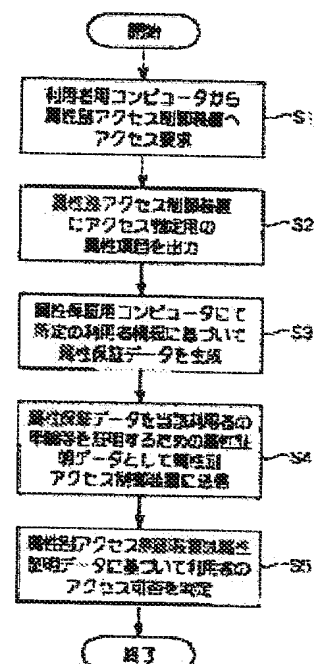 開始
利用者用コンピュータから
属性別アクセス制御装置へ
アクセス要求
S1
属性別アクセス制御装置
にアクセス判定用の
属性項目を出力
S2
属性保証用コンピュータにて
所定の利用者情報に基づいて
属性保証データを生成
S3
属性保証データを当該利用者の
年齢等を証明するための属性証
明データとして属性別
アクセス制御装置に送信
S4
属性別アクセス制御装置は属性
証明データに基づいて利用者の
アクセス可否を判定
S5
終了